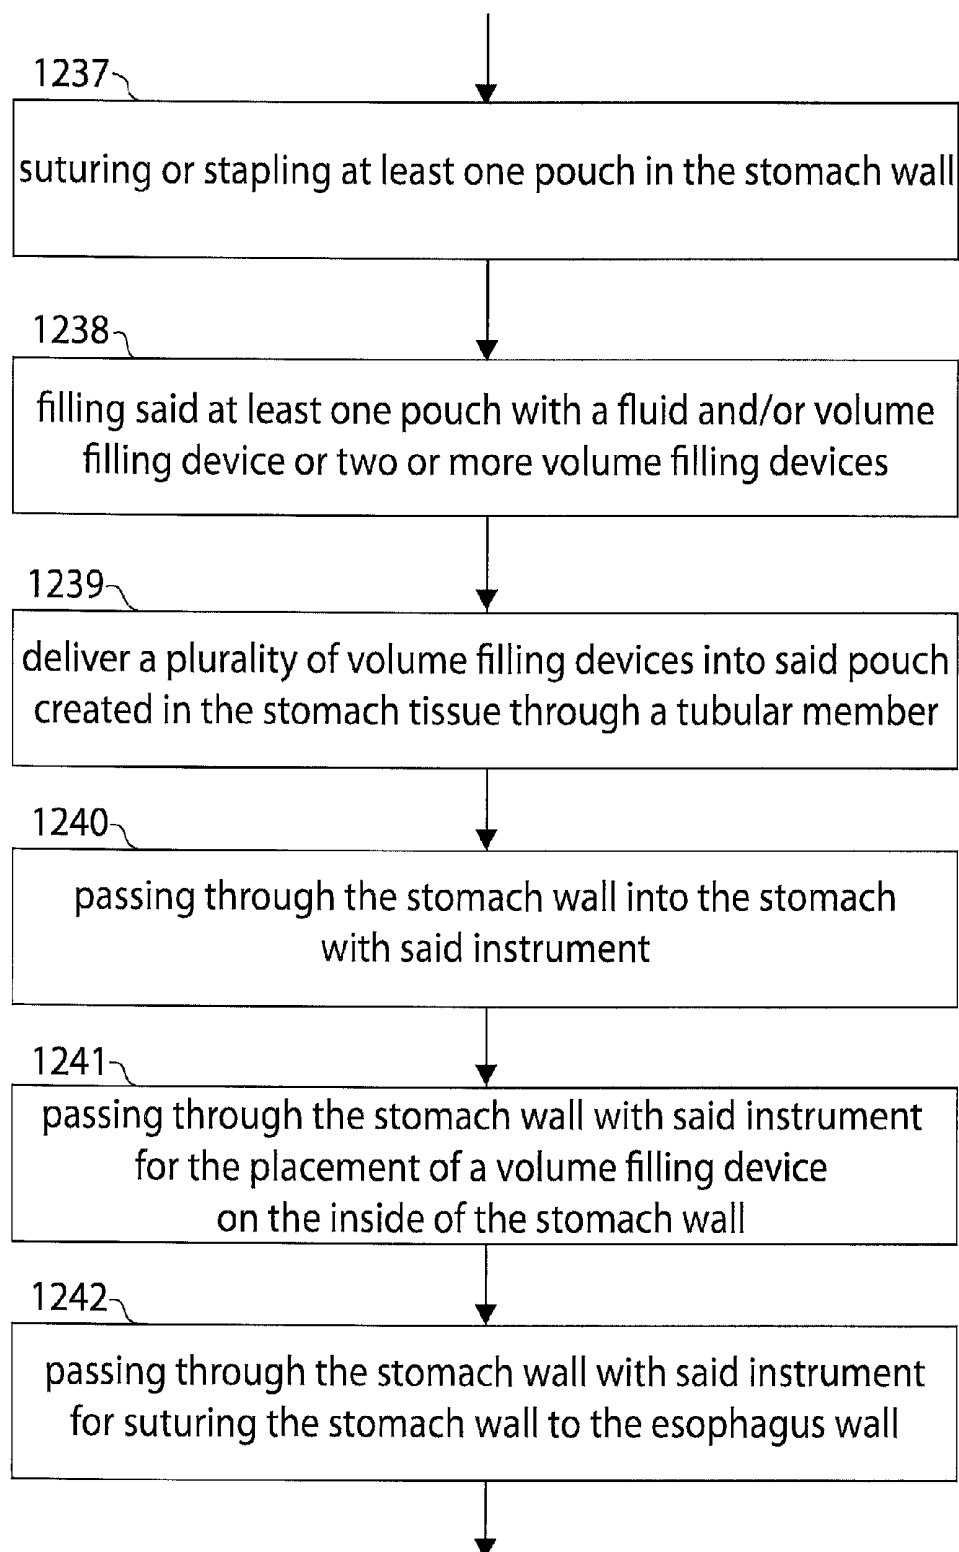 1237
suturing or stapling at least one pouch in the stomach wall
1238
filling said at least one pouch with a fluid and/or volume
filling device or two or more volume filling devices
1239
deliver a plurality of volume filling devices into said pouch
created in the stomach tissue through a tubular member
1240
passing through the stomach wall into the stomach
with said instrument
1241
passing through the stomach wall with said instrument
for the placement of a volume filling device
on the inside of the stomach wall
1242
passing through the stomach wall with said instrument
for suturing the stomach wall to the esophagus wall